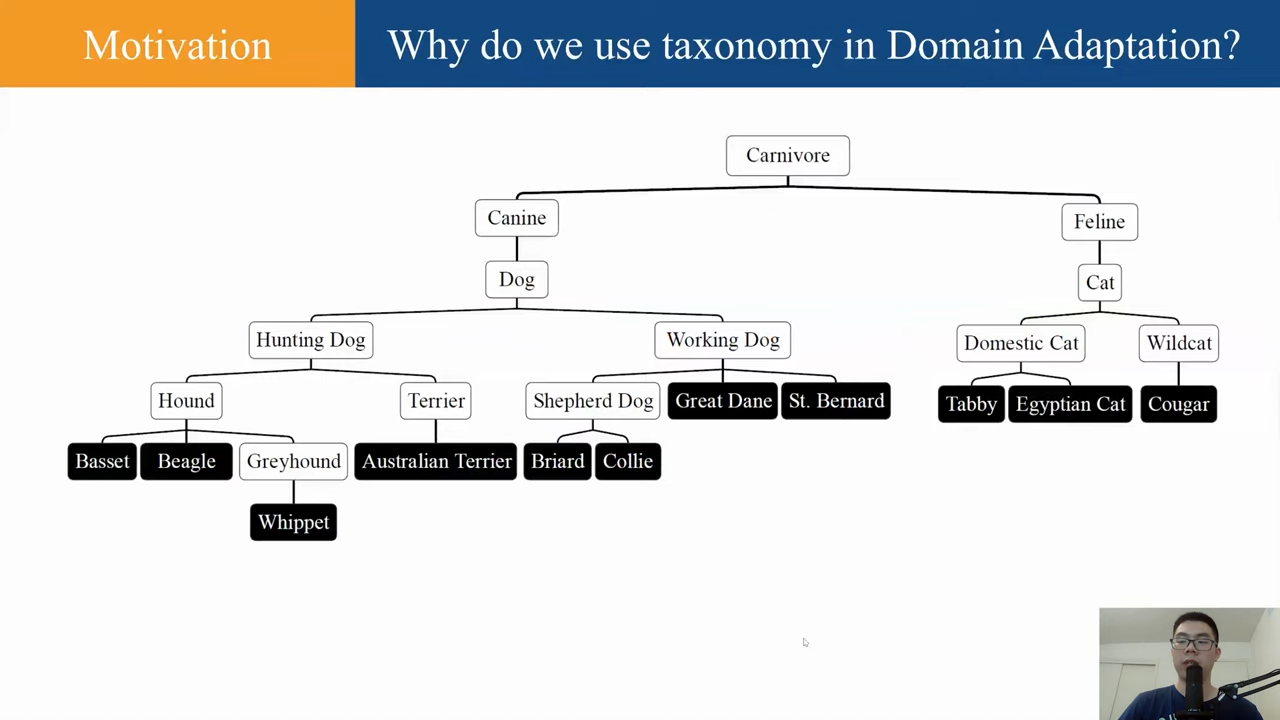 Motivation
Why do we use taxonomy in Domain Adaptation?
Carnivore
Canine
Feline
Dog
Cat
Hunting Dog
Working Dog
Domestic Cat
Wildcat
Hound
Terrier
Shepherd Dog
Great Dane
St. Bernard
Tabby
Egyptian Cat
Cougar
Basset
Beagle
Greyhound
Australian Terrier
Briard
Collie
Whippet